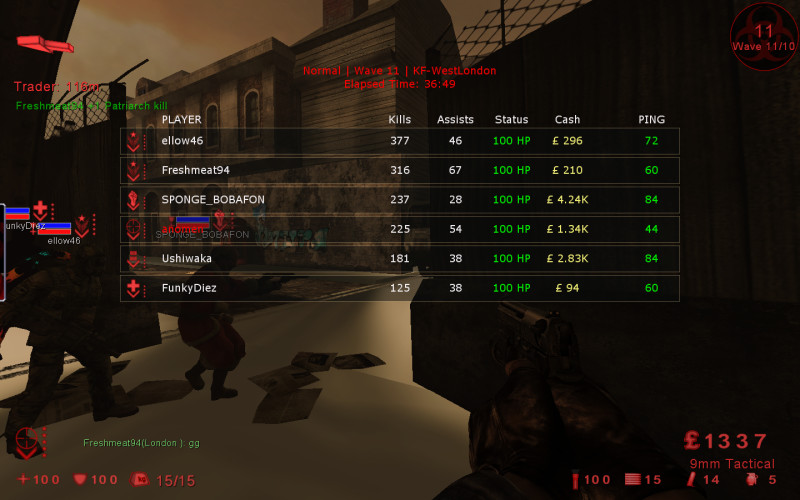 11
Wave 11/10
Normal | Wave 11 | KF-WestLondon
Elapsed Time: 36:49
Trader: 116m
Freshmeat94 +1 Patriarch kill
PLAYER Kills Assists Status Cash PING
ellow46 377 46 100 HP £ 296 72
Freshmeat94 316 67 100 HP £ 210 60
SPONGE_BOBAFON 237 28 100 HP £ 4.24K 84
225 54 100 HP £ 1.34K 44
SPONGE_BOBAFON
unkyDiez
ellow46
Ushiwaka 181 38 100 HP £ 2.83K 84
FunkyDiez 125 38 100 HP £ 94 60
Freshmeat94(London ): gg
£1337
9mm Tactical
100 100 15/15
100 15 14 5